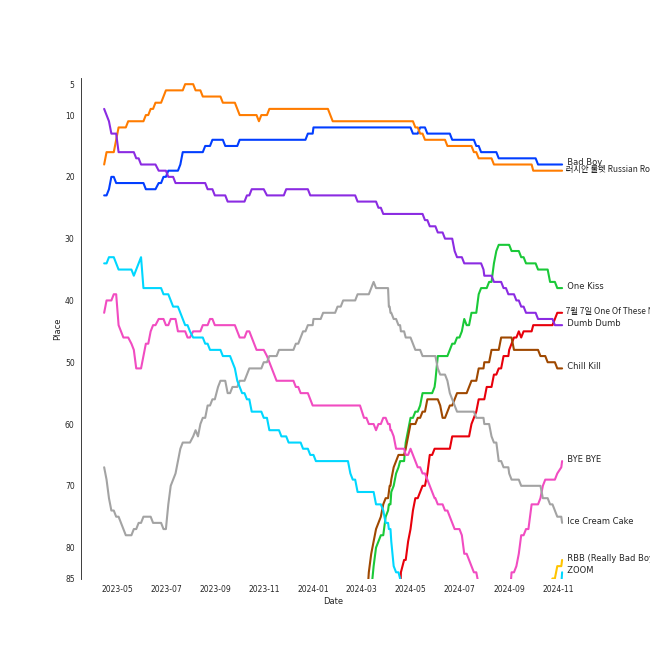 5
10
20
30
40
50
60
70
80
85
Place
2023-05
2023-07
2023-09
2023-11
2024-01
2024-03
2024-05
2024-07
2024-09
2024-11
Date
Bad Boy
러시안 룰렛 Russian Ro
One Kiss
7월 7일 One Of These
Dumb Dumb
Chill Kill
BYE BYE
Ice Cream Cake
RBB (Really Bad Bo
ZOOM